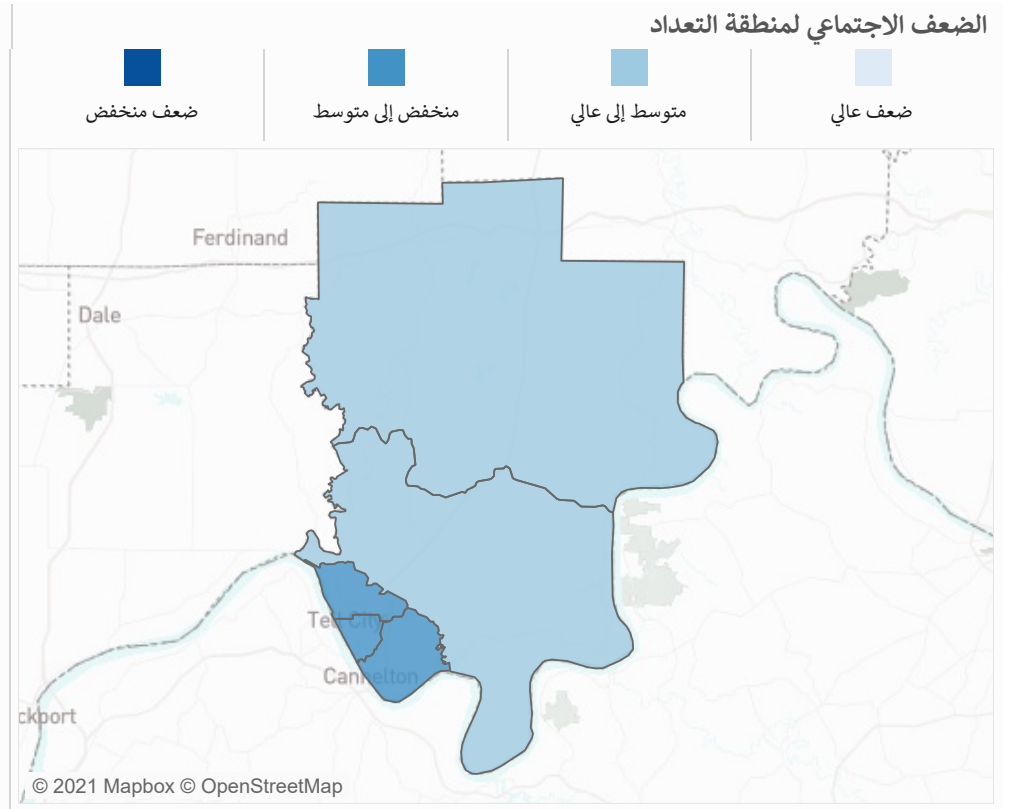 الضعف الاجتماعي لمنطقة التعداد
ضعف عالي
متوسط إلى عالي
منخفض إلى متوسط
ضعف منخفض
Ferdinand
Dale
Tell City
Cannelton
ckport
© 2021 Mapbox © OpenStreetMap